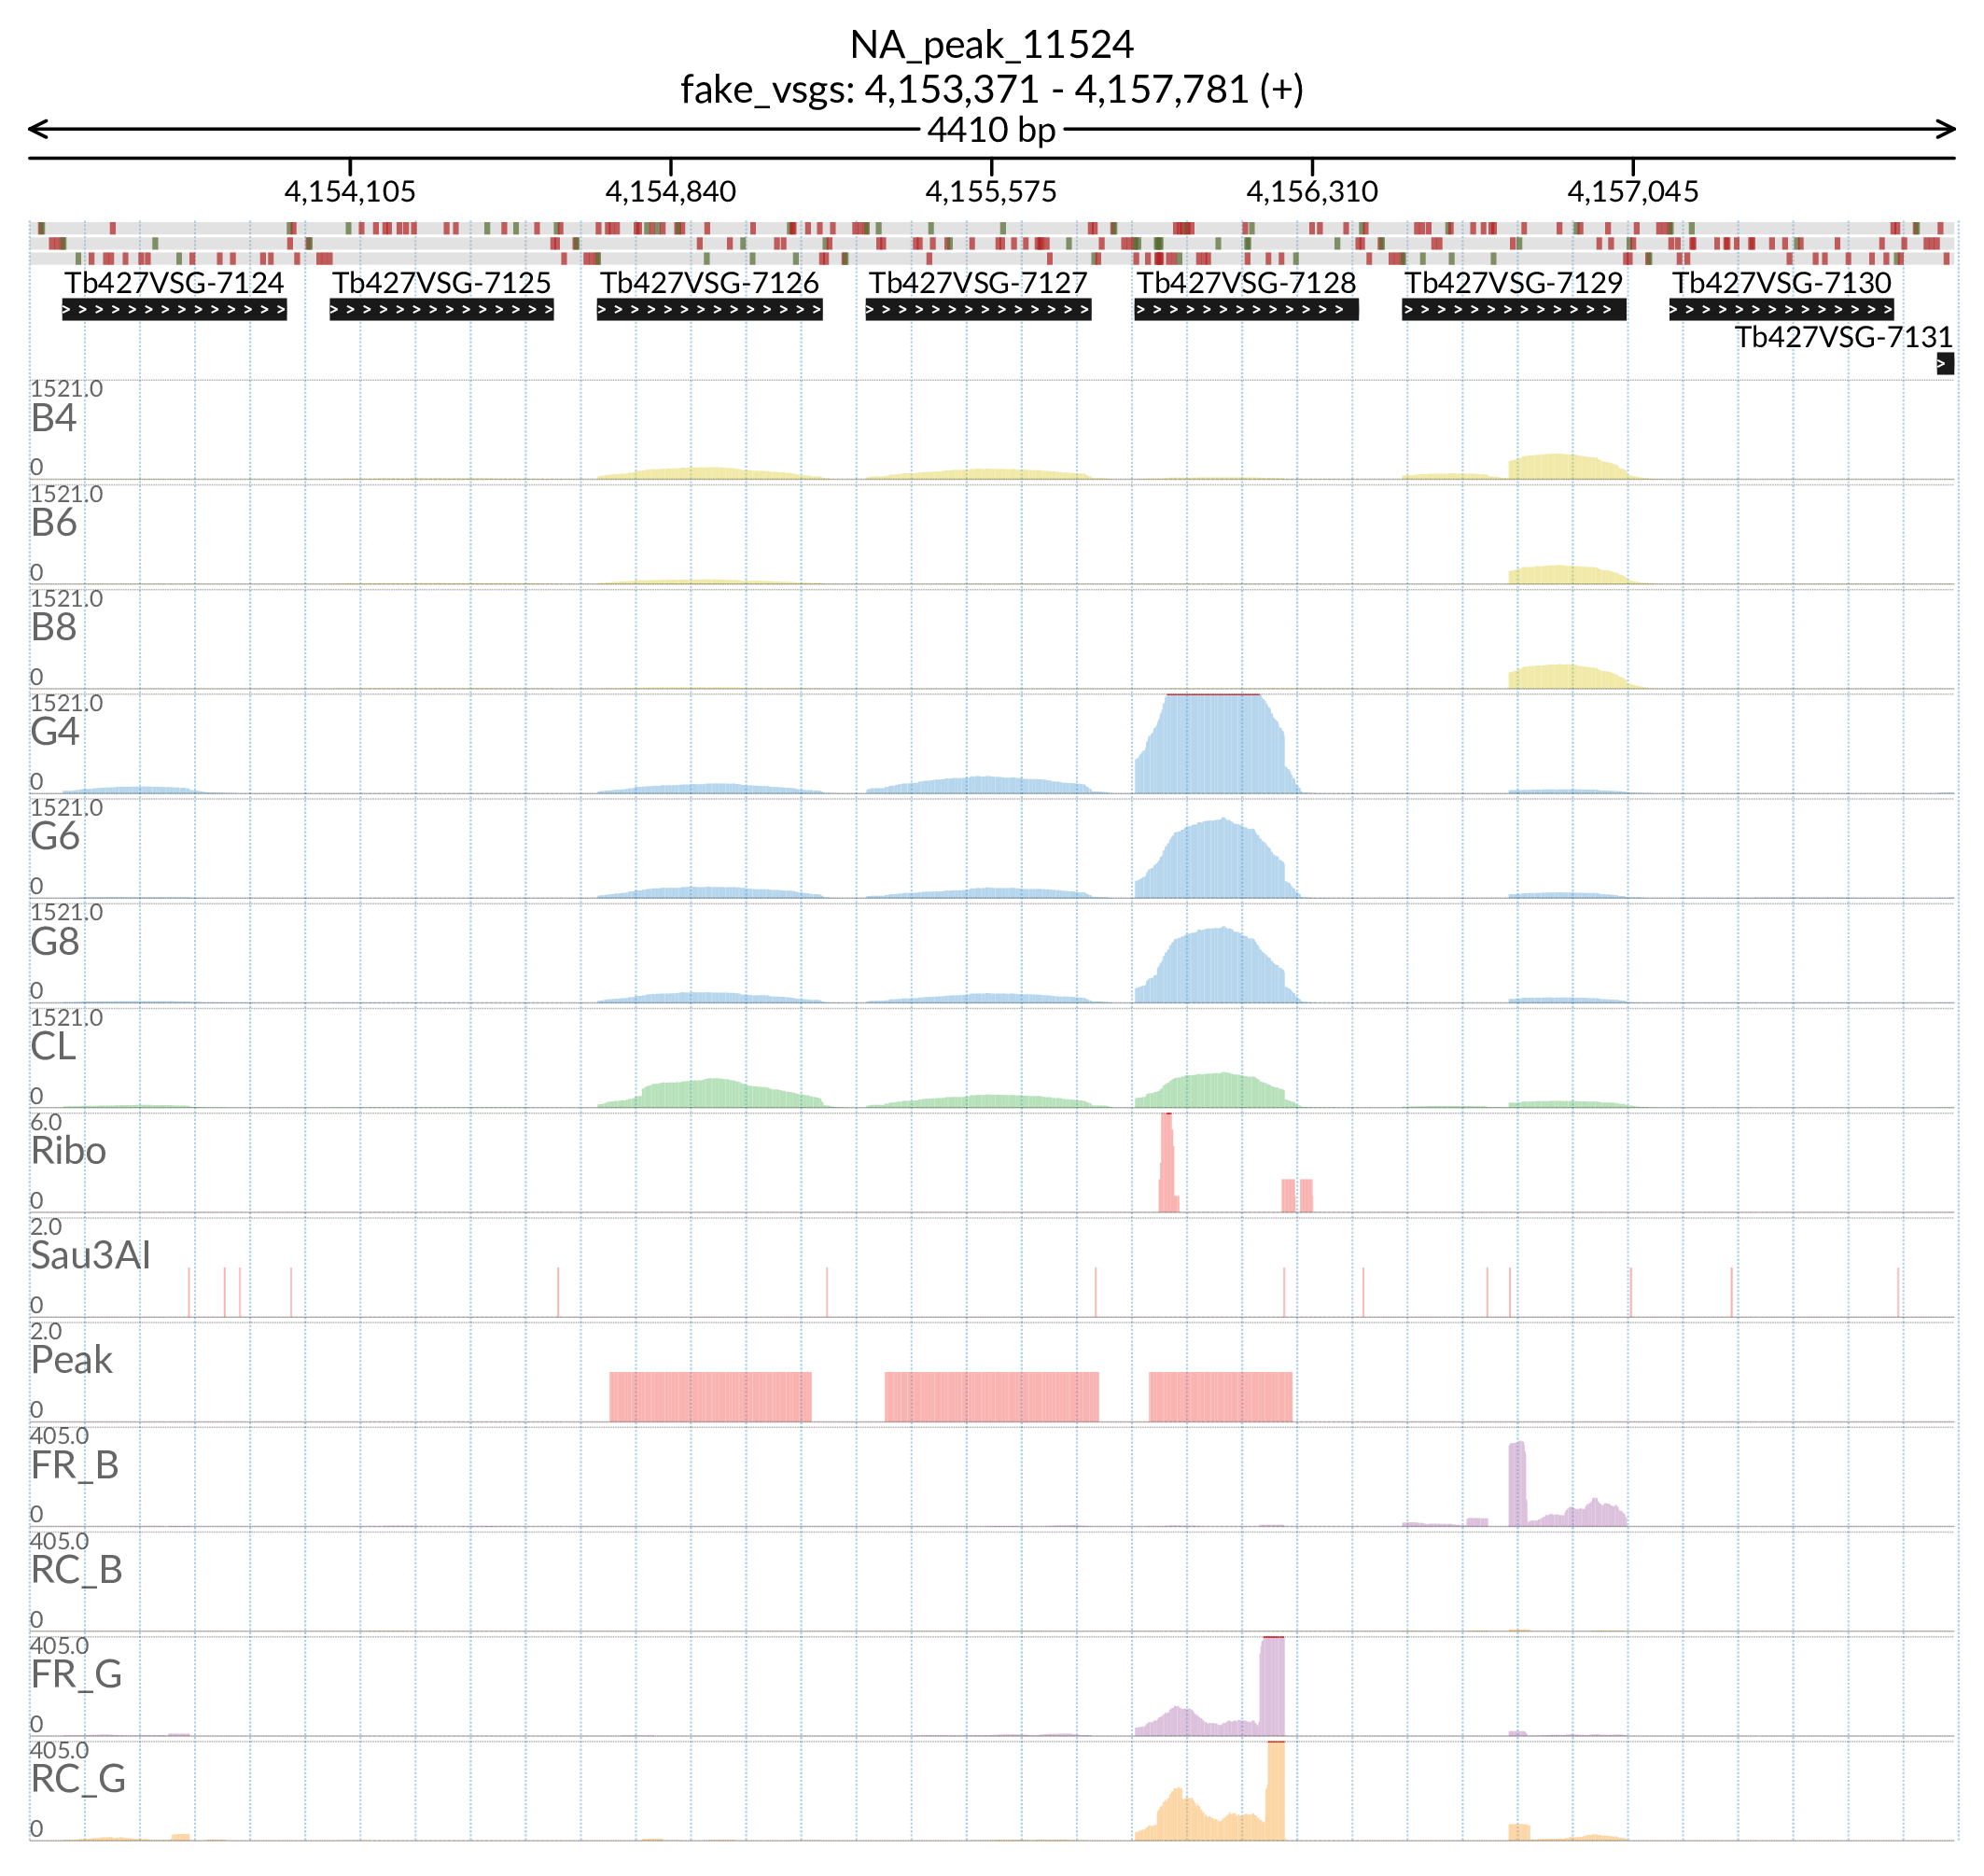 NA_peak_11524
fake_vsgs: 4,153,371 - 4,157,781 (+)
4410 bp
4,154,105 4,154,840 4,155,575 4,156,310 4,157,045
Tb427VSG-7124 Tb427VSG-7125 Tb427VSG-7126 Tb427VSG-7127 Tb427VSG-7128 Tb427VSG-7129 Tb427VSG-7130
Tb427VSG-7131
1521.0
B4
0
1521.0
B6
0
1521.0
B8
0
1521.0
G4
0
1521.0
G6
0
1521.0
G8
0
1521.0
CL
0
6.0
Ribo
0
2.0
Sau3AI
0
2.0
Peak
0
405.0
FR_B
0
405.0
RC_B
0
405.0
FR_G
0
405.0
RC_G
0